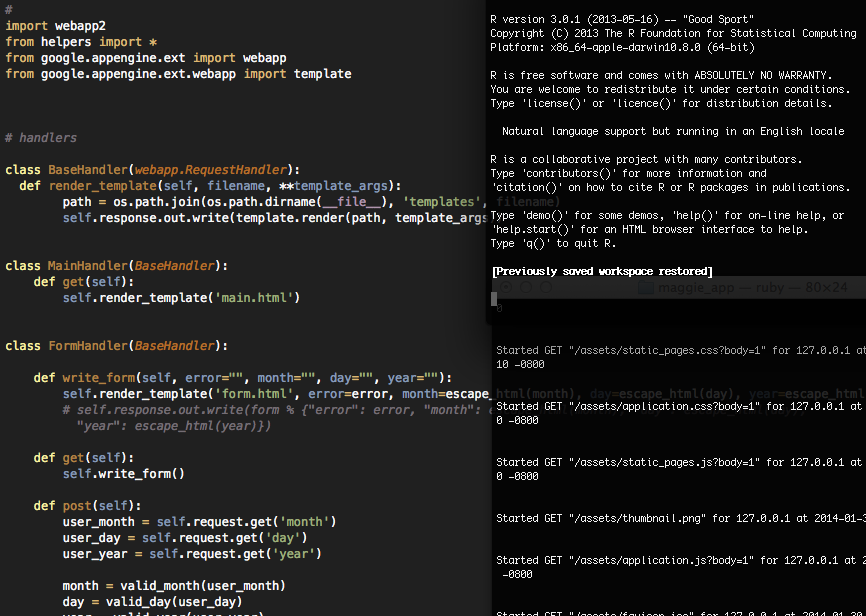 #
import webapp2
from helpers import *
from google.appengine.ext import webapp
from google.appengine.ext.webapp import template
# handlers
class BaseHandler(webapp.RequestHandler):
def render_template(self, filename, **template_args):
path = os.path.join(os.path.dirname(__file__), 'templates', filename)
self.response.out.write(template.render(path, template_args
class MainHandler(BaseHandler):
def get(self):
self.render_template('main.html')
class FormHandler(BaseHandler):
def write_form(self, error="", month="", day="", year=""):
self.render_template('form.html', error=error, month=escape_html(month), day=escape_html(day), year=escape_html
# self.response.out.write(form % {"error": error, "month":
"year": escape_html(year)})
def get(self):
self.write_form()
def post(self):
user_month = self.request.get('month')
user_day = self.request.get('day')
user_year = self.request.get('year')
month = valid_month(user_month)
day = valid_day(user_day)
R version 3.0.1 (2013-05-16) -- "Good Sport"
Copyright (C) 2013 The R Foundation for Statistical Computing
Platform: x86_64-apple-darwin10.8.0 (64-bit)
R is free software and comes with ABSOLUTELY NO WARRANTY.
You are welcome to redistribute it under certain conditions.
Type 'license()' or 'licence()' for distribution details.
Natural language support but running in an English locale
R is a collaborative project with many contributors.
Type 'contributors()' for more information and
'citation()' on how to cite R or R packages in publications.
Type 'demo()' for some demos, 'help()' for on-line help, or
'help.start()' for an HTML browser interface to help.
Type 'q()' to quit R.
[Previously saved workspace restored]
maggie_app — ruby — 80×24
0
Started GET "/assets/static_pages.css?body=1" for 127.0.0.1 at
10 -0800
Started GET "/assets/application.css?body=1" for 127.0.0.1 at
0 -0800
Started GET "/assets/static_pages.js?body=1" for 127.0.0.1 at
0 -0800
Started GET "/assets/thumbnail.png" for 127.0.0.1 at 2014-01-3
Started GET "/assets/application.js?body=1" for 127.0.0.1 at 2
-0800